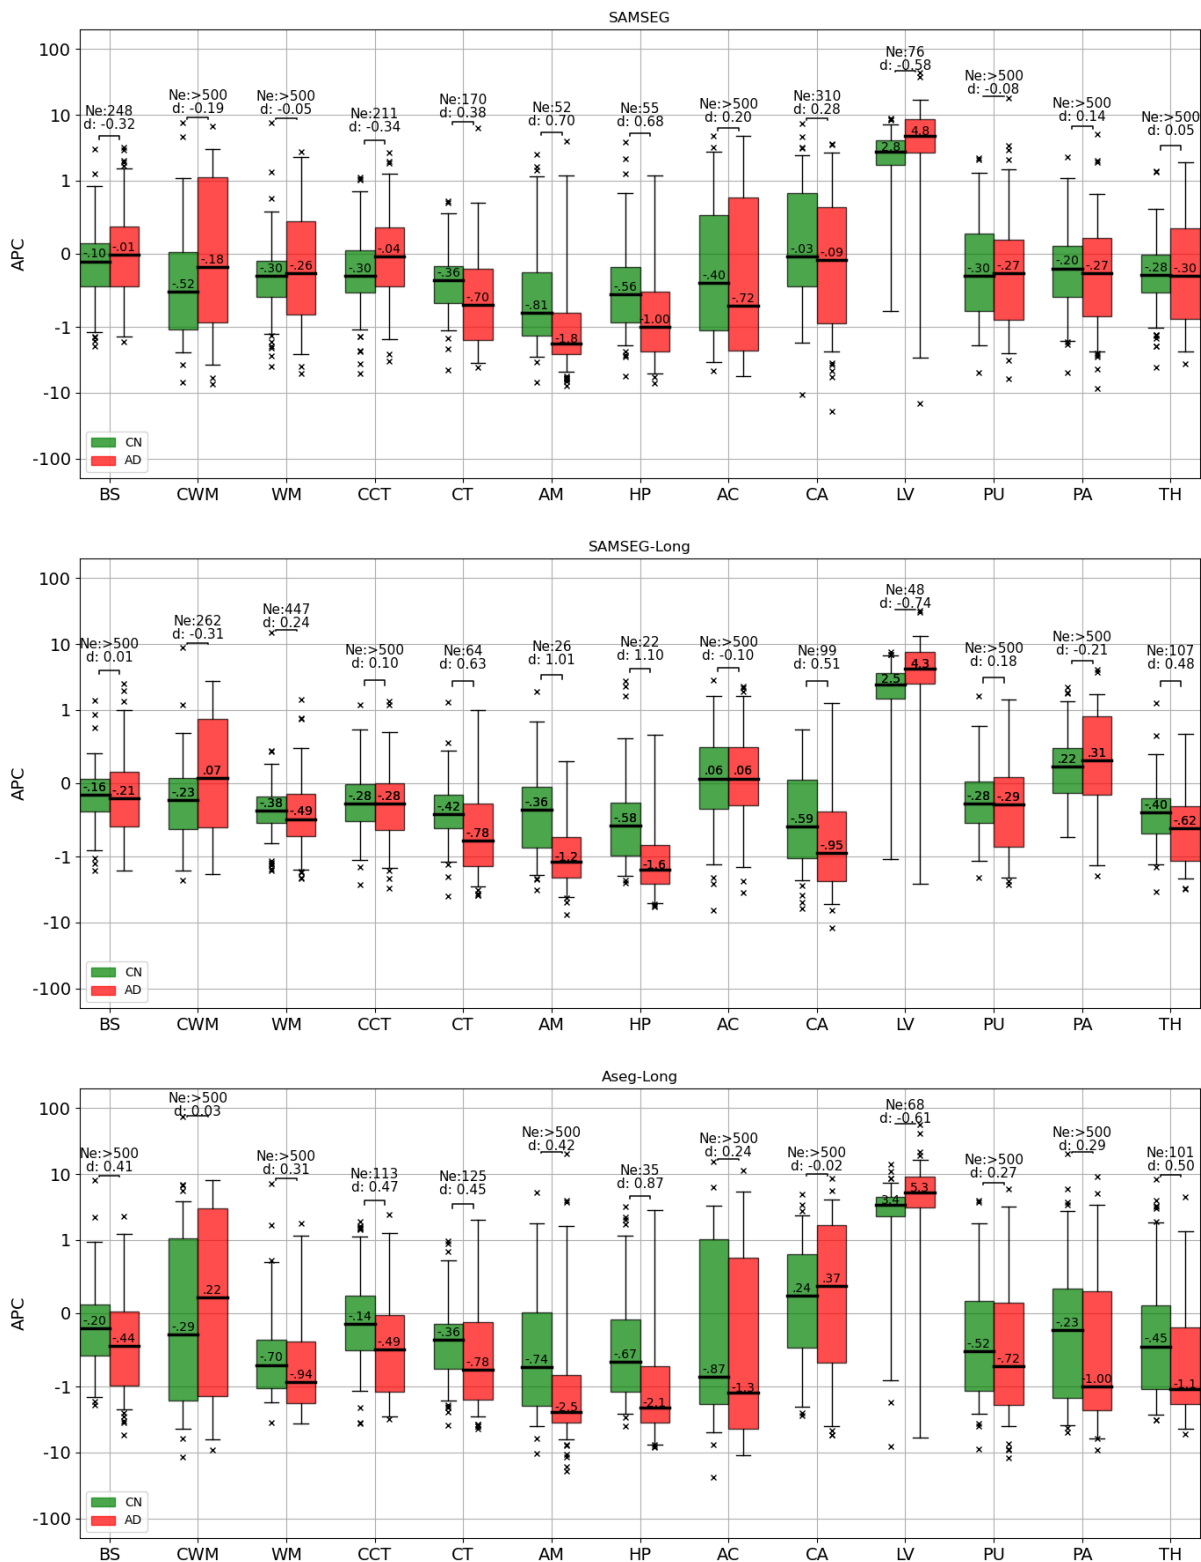 SAMSEG
100
10
1
0
-1
-10
-100
APC
Ne:248
d: -0.32
Ne:>500
d: -0.19
Ne:>500
d: -0.05
Ne:211
d: -0.34
Ne:170
d: 0.38
Ne:52
d: 0.70
Ne:55
d: 0.68
Ne:>500
d: 0.20
Ne:310
d: 0.28
Ne:76
d: -0.58
Ne:>500
d: -0.08
Ne:>500
d: 0.14
Ne:>500
d: 0.05
-.10 -.01 -.52 -.18 -.30 -.26 -.30 -.04 -.36 -.70 -.81 -1.8 -.56 -1.00 -.40 -.72 -.03 -.09 2.8 4.8 -.30 -.27 -.20 -.27 -.28 -.30
CN
AD
BS CWM WM CCT CT AM HP AC CA LV PU PA TH
SAMSEG-Long
100
10
1
0
-1
-10
-100
APC
Ne:>500
d: 0.01
Ne:262
d: -0.31
Ne:447
d: 0.24
Ne:>500
d: 0.10
Ne:64
d: 0.63
Ne:26
d: 1.01
Ne:22
d: 1.10
Ne:>500
d: -0.10
Ne:99
d: 0.51
Ne:48
d: -0.74
Ne:>500
d: 0.18
Ne:>500
d: -0.21
Ne:107
d: 0.48
-.16 -.21 -.23 .07 -.38 -.49 -.28 -.28 -.42 -.78 -.36 -1.2 -.58 -1.6 .06 .06 -.59 -.95 2.5 4.3 -.28 -.29 .22 .31 -.40 -.62
CN
AD
BS CWM WM CCT CT AM HP AC CA LV PU PA TH
Aseg-Long
100
10
1
0
-1
-10
-100
APC
Ne:>500
d: 0.41
Ne:>500
d: 0.03
Ne:>500
d: 0.31
Ne:113
d: 0.47
Ne:125
d: 0.45
Ne:>500
d: 0.42
Ne:35
d: 0.87
Ne:>500
d: 0.24
Ne:>500
d: -0.02
Ne:68
d: -0.61
Ne:>500
d: 0.27
Ne:>500
d: 0.29
Ne:101
d: 0.50
-.20 -.44 -.29 .22 -.70 -.94 -.14 -.49 -.36 -.78 -.74 -2.5 -.67 -2.1 -.87 -1.3 .24 .37 3.4 5.3 -.52 -.72 -.23 -1.00 -.45 -1.1
CN
AD
BS CWM WM CCT CT AM HP AC CA LV PU PA TH